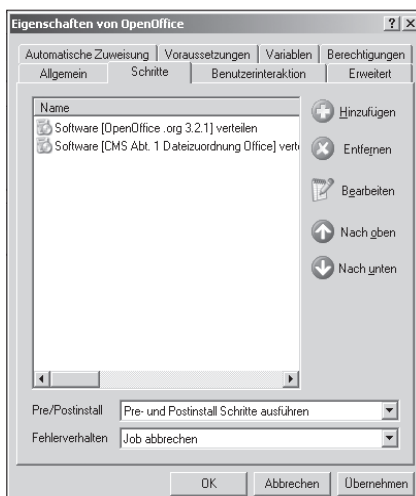 Eigenschaften von OpenOffice
Automatische Zuweisung Voraussetzungen Variablen Berechtigungen
Allgemein Schritte Benutzerinteraktion Erweitert
Name
Software [OpenOffice .org 3.2.1] verteilen
Software [CMS Abt. 1 Dateizuordnung Office] verte
Hinzufügen
Entfernen
Bearbeiten
Nach oben
Nach unten
Pre/Postinstall Pre- und Postinstall Schritte ausführen
Fehlerverhalten Job abbrechen
OK Abbrechen Übernehmen